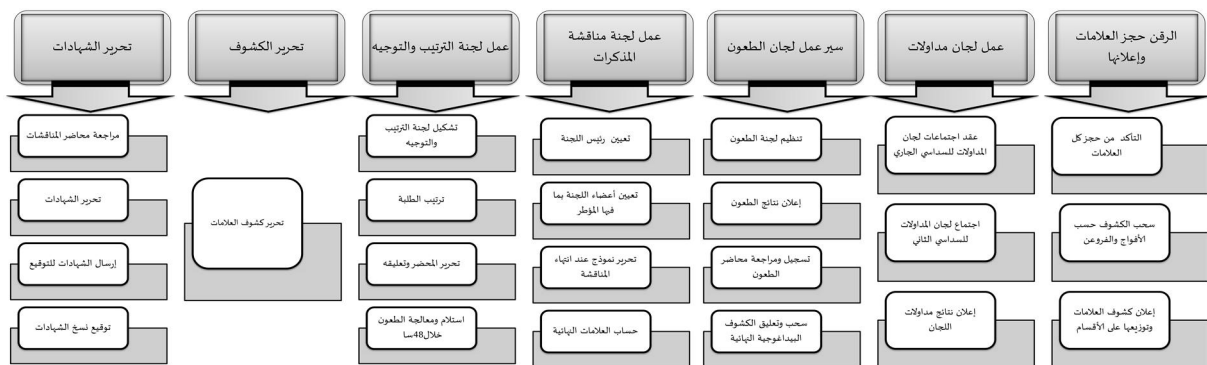 الرقن حجز العلامات
وإعلانها
التأكد من حجز كل
العلامات
سحب الكشوف حسب
الأفواج والفروعن
إعلان كشوف العلامات
وتوزيعها على الأقسام
عمل لجان مداولات
عقد اجتماعات لجان
المداولات للسداسي الجاري
اجتماع لجان المداولات
للسداسي الثاني
إعلان نتائج مداولات
اللجان
سير عمل لجان الطعون
تنظيم لجنة الطعون
إعلان نتائج الطعون
تسجيل ومراجعة محاضر
الطعون
سحب وتعليق الكشوف
البيداغوجية النهائية
عمل لجنة مناقشة
المذكرات
تعيين رئيس اللجنة
تعيين أعضاء اللجنة بما
فيها المؤطر
تحرير نموذج عند انتهاء
المناقشة
حساب العلامات النهائية
عمل لجنة الترتيب والتوجيه
تشكيل لجنة الترتيب
والتوجيه
ترتيب الطلبة
تحرير المحضر وتعليقه
استلام ومعالجة الطعون
خلال48سا
تحرير الكشوف
تحرير كشوف العلامات
تحرير الشهادات
مراجعة محاضر المناقشات
تحرير الشهادات
إرسال الشهادات للتوقيع
توقيع نسخ الشهادات